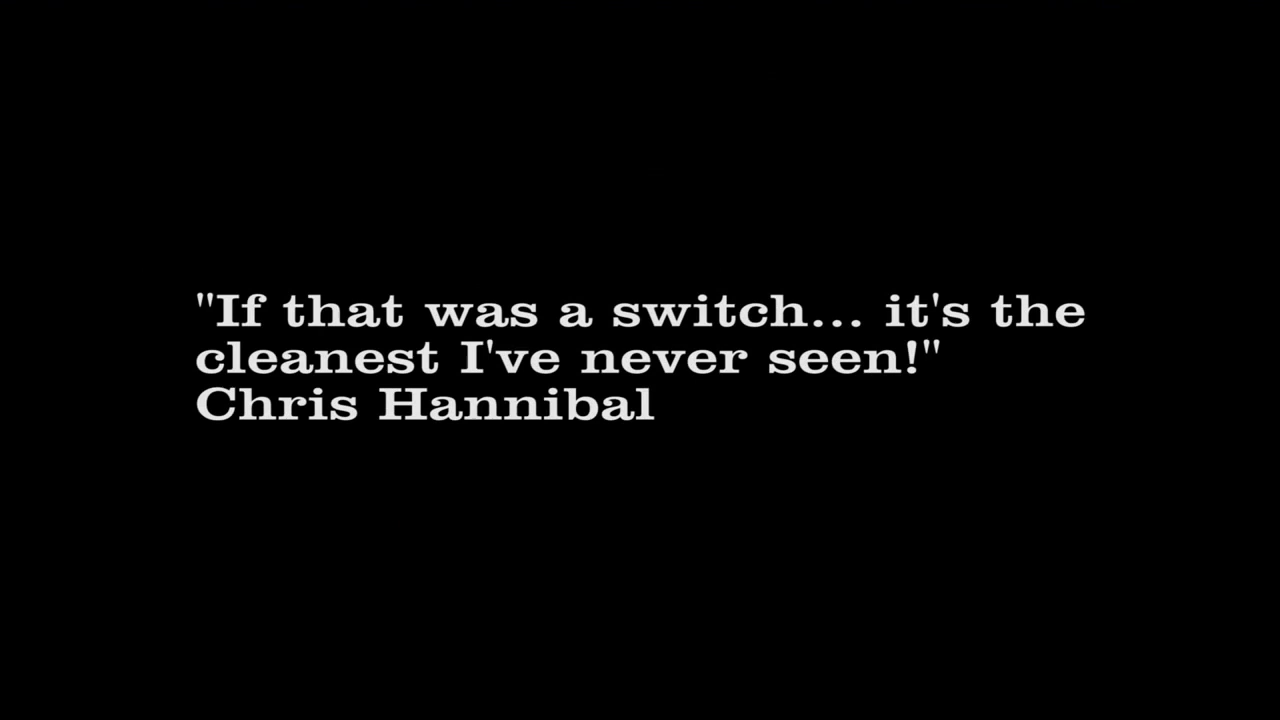 "If that was a switch... it's the
cleanest I've never seen!"
Chris Hannibal